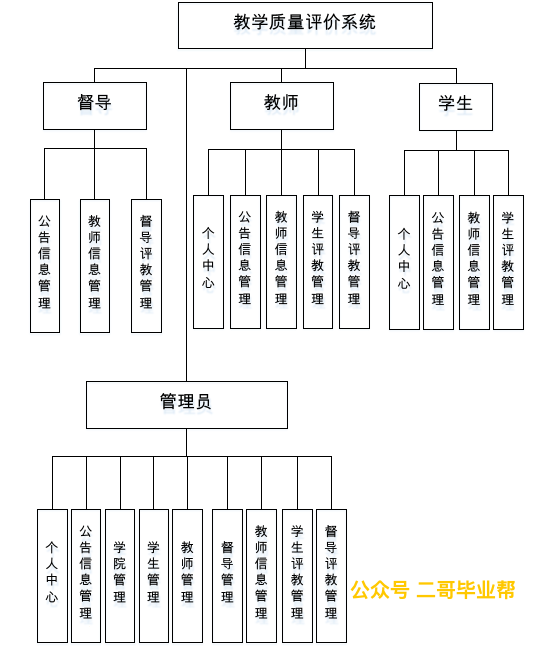 教学质量评价系统
督导
教师
学生
公告信息管理
教师信息管理
督导评教管理
个人中心
公告信息管理
教师信息管理
学生评教管理
督导评教管理
个人中心
公告信息管理
教师信息管理
学生评教管理
管理员
个人中心
公告信息管理
学院管理
学生管理
教师管理
督导管理
教师信息管理
学生评教管理
督导评教管理
公众号 二哥毕业帮